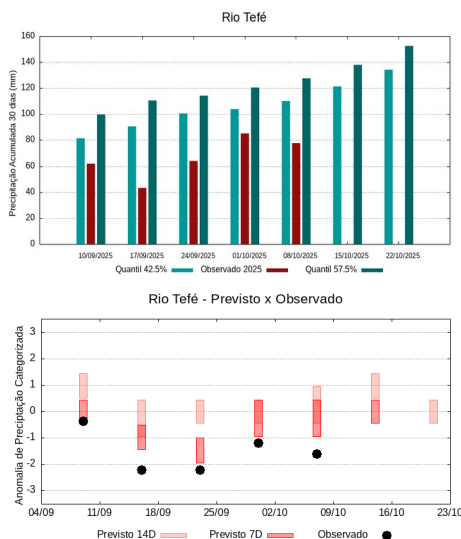 Rio Tefé
Precipitação Acumulada 30 dias (mm)
160
140
120
100
80
60
40
20
0
10/09/2025 17/09/2025 24/09/2025 01/10/2025 08/10/2025 15/10/2025 22/10/2025
Quantil 42.5% Observado 2025 Quantil 57.5%
Rio Tefé - Previsto x Observado
Anomalia de Preciptação Categorizada
3
2
1
0
-1
-2
-3
04/09 11/09 18/09 25/09 02/10 09/10 16/10 23/10
Previsto 14D Previsto 7D Observado